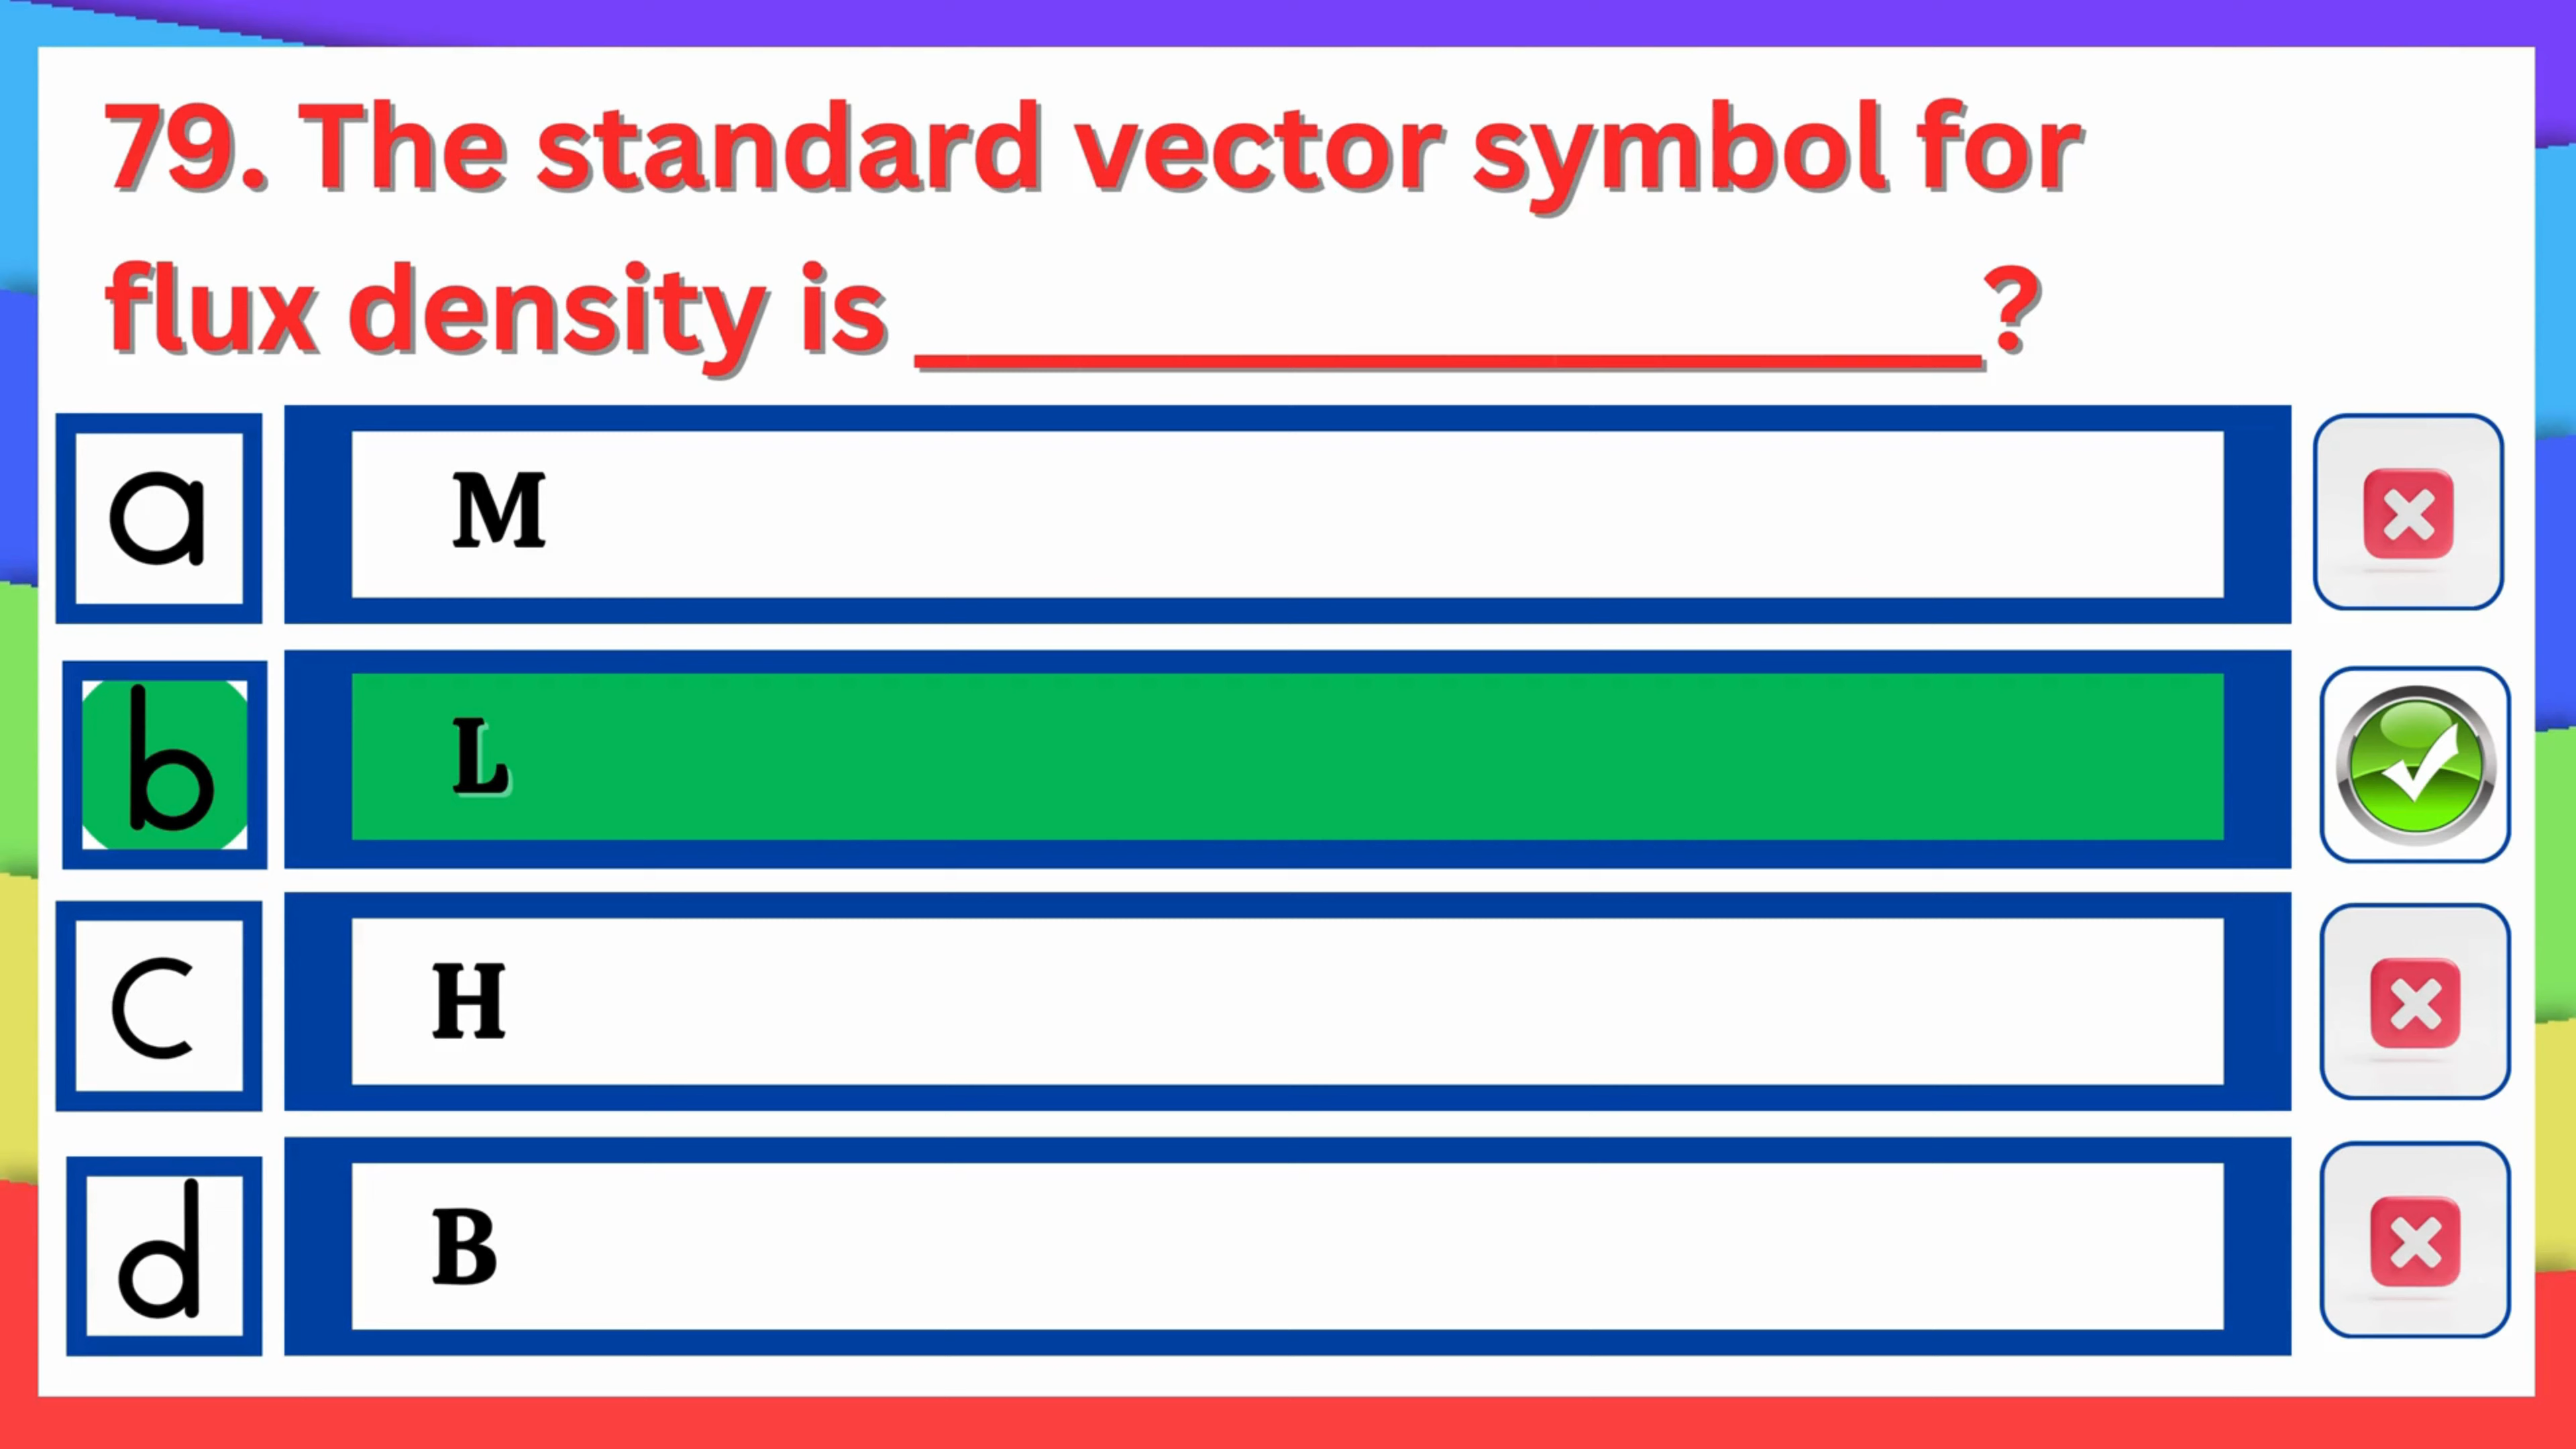 79. The standard vector symbol for
flux density is ____________________?
a M
b L
c H
d B